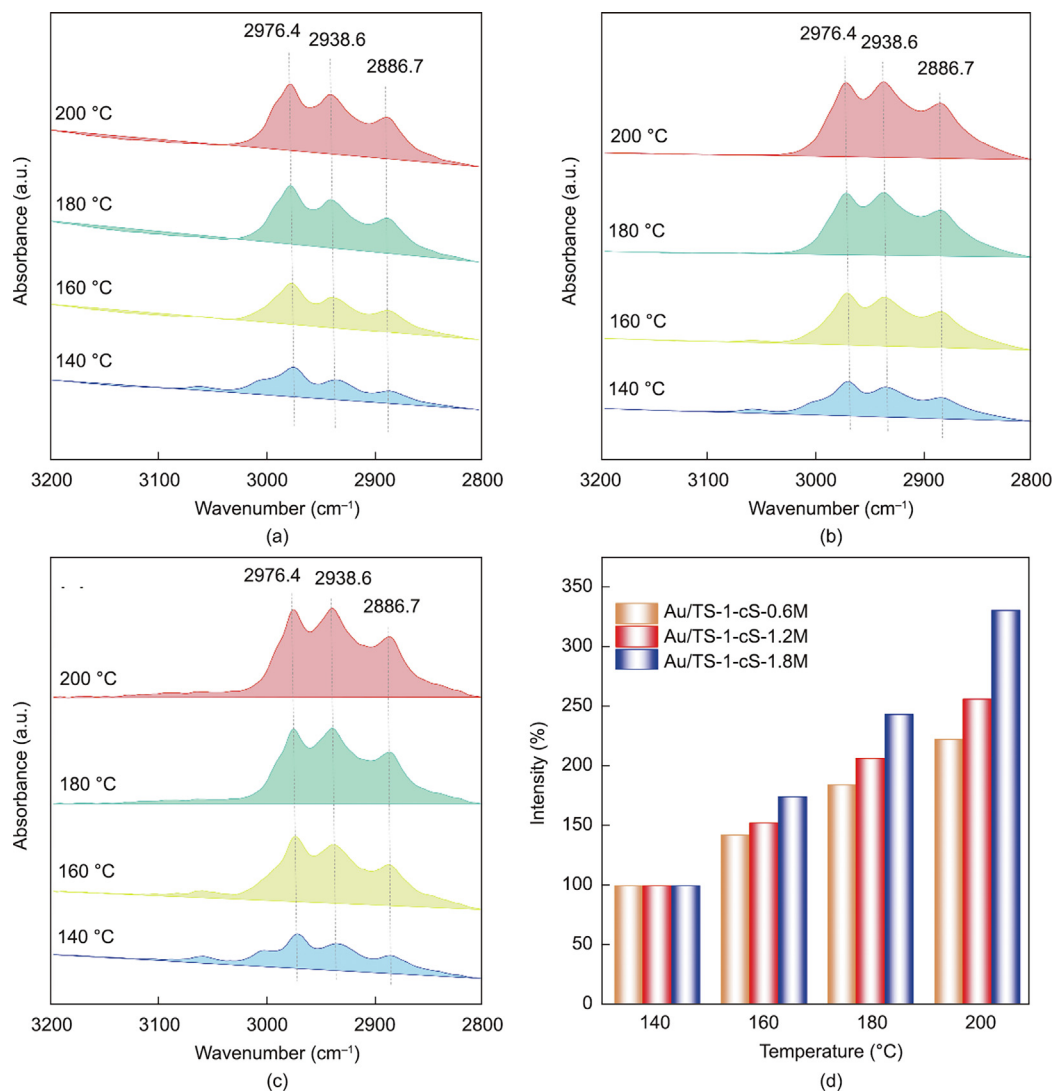 2976.4
2938.6
2886.7
200 °C
180 °C
160 °C
140 °C
Absorbance (a.u.)
3200 3100 3000 2900 2800
Wavenumber (cm⁻¹)
(a)
2976.4
2938.6
2886.7
200 °C
180 °C
160 °C
140 °C
Absorbance (a.u.)
3200 3100 3000 2900 2800
Wavenumber (cm⁻¹)
(b)
2976.4
2938.6
2886.7
200 °C
180 °C
160 °C
140 °C
Absorbance (a.u.)
3200 3100 3000 2900 2800
Wavenumber (cm⁻¹)
(c)
350
300
250
200
150
100
50
0
Intensity (%)
Au/TS-1-cS-0.6M
Au/TS-1-cS-1.2M
Au/TS-1-cS-1.8M
140 160 180 200
Temperature (°C)
(d)